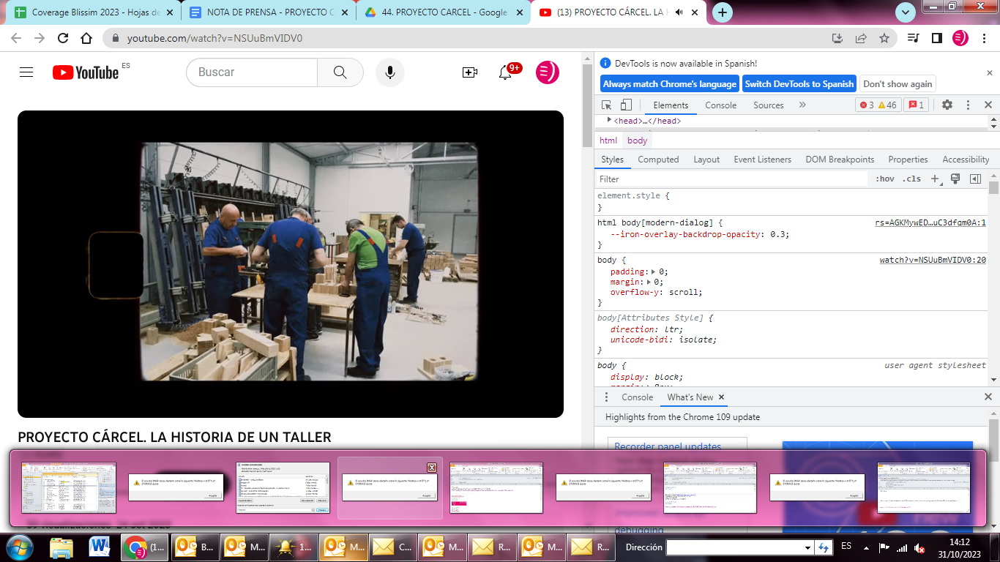 Coverage Blissim 2023 - Hojas de
NOTA DE PRENSA - PROYECTO C
44. PROYECTO CARCEL - Google
(13) PROYECTO CÁRCEL. LA H
youtube.com/watch?v=NSUuBmVIDV0
YouTube ES
Buscar
9+
PROYECTO CÁRCEL. LA HISTORIA DE UN TALLER
DevTools is now available in Spanish!
Always match Chrome's language
Switch DevTools to Spanish
Don't show again
Elements
Console
Sources
3
46
1
<head>…</head>
html
body
Styles
Computed
Layout
Event Listeners
DOM Breakpoints
Properties
Accessibility
Filter
:hov
.cls
element.style {
}
html body[modern-dialog] { rs=AGKMywED…uC3dfqm0A:1
--iron-overlay-backdrop-opacity: 0.3;
}
body { watch?v=NSUuBmVIDV0:20
padding: 0;
margin: 0;
overflow-y: scroll;
}
body[Attributes Style] {
direction: ltr;
unicode-bidi: isolate;
}
body { user agent stylesheet
display: block;
Console
What's New
Highlights from the Chrome 109 update
Recorder panel updates
debugging
new
Aceptar
Aceptar
Aceptar
Aceptar
(1...
B...
M...
1...
M...
C...
M...
R...
M...
R...
Dirección
ES
14:12
31/10/2023